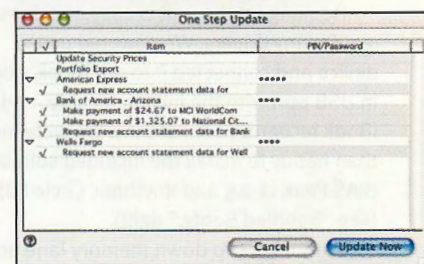 One Step Update
√ Item PIN/Password
Update Security Prices
Portfolio Export
American Express •••••
√ Request new account statement data for
Bank of America - Arizona ••••
√ Make payment of $24.67 to MCI WorldCom
√ Make payment of $1,325.07 to National Cit...
√ Request new account statement data for Bank
Wells Fargo ••••
√ Request new account statement data for Well
? Cancel Update Now